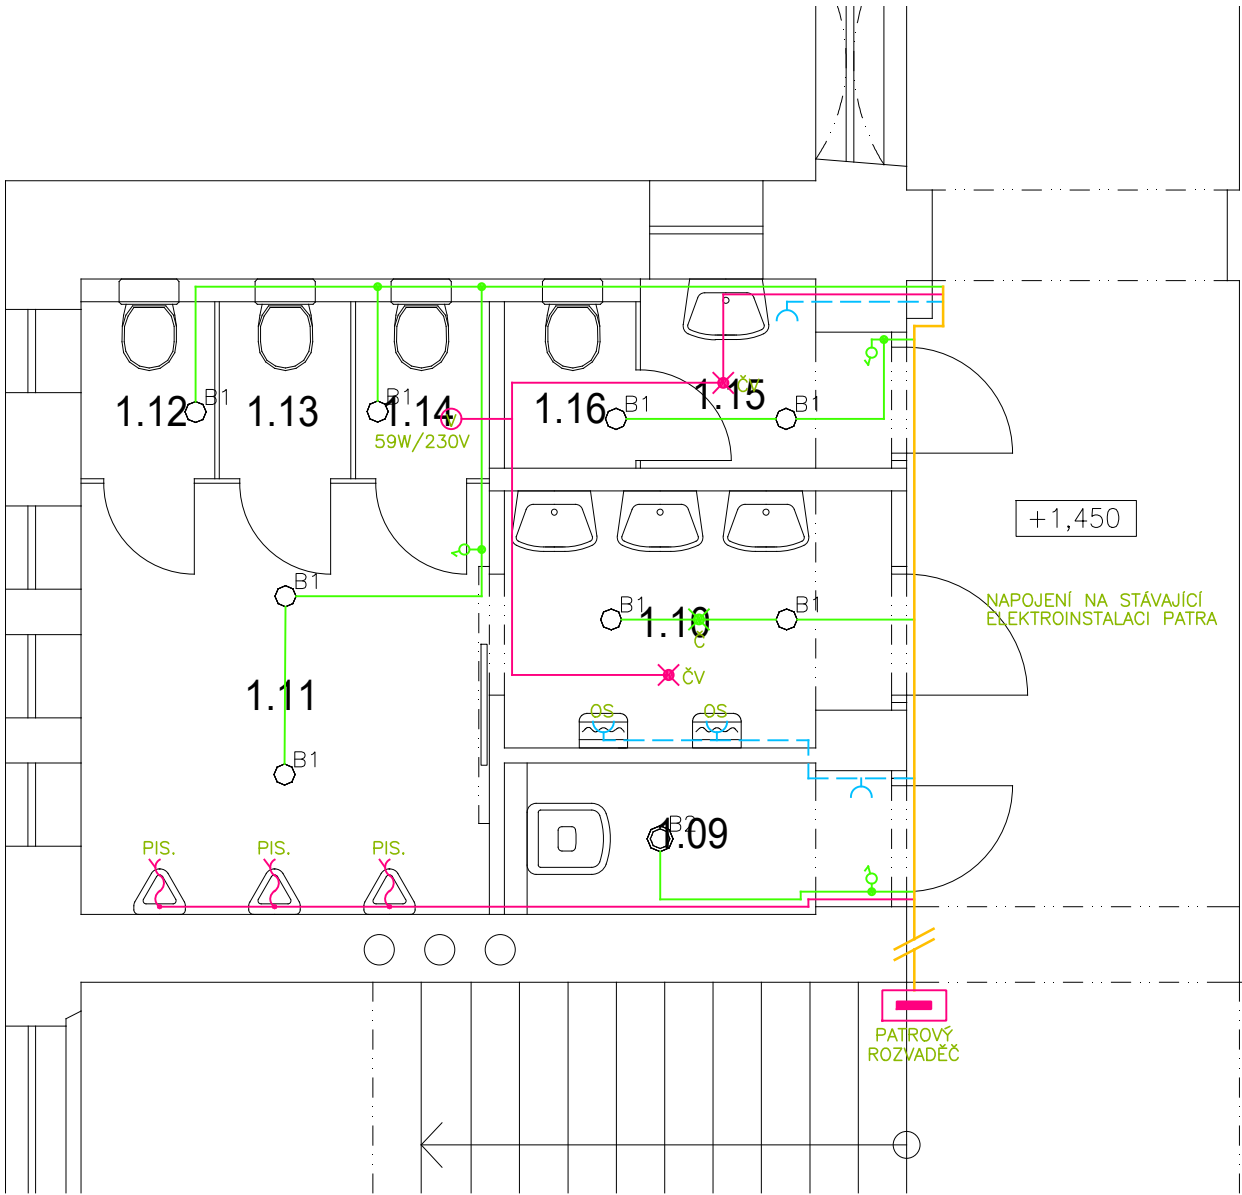 B1
B1
1.12
1.13
1.14
V
59W/230V
1.16
B1
ČV
1.15
B1
+1,450
B1
B1
1.10
Č
B1
NAPOJENÍ NA STÁVAJÍCÍ
ELEKTROINSTALACI PATRA
ČV
1.11
OS
OS
B1
B2
1.09
PIS.
PIS.
PIS.
PATROVÝ
ROZVADĚČ